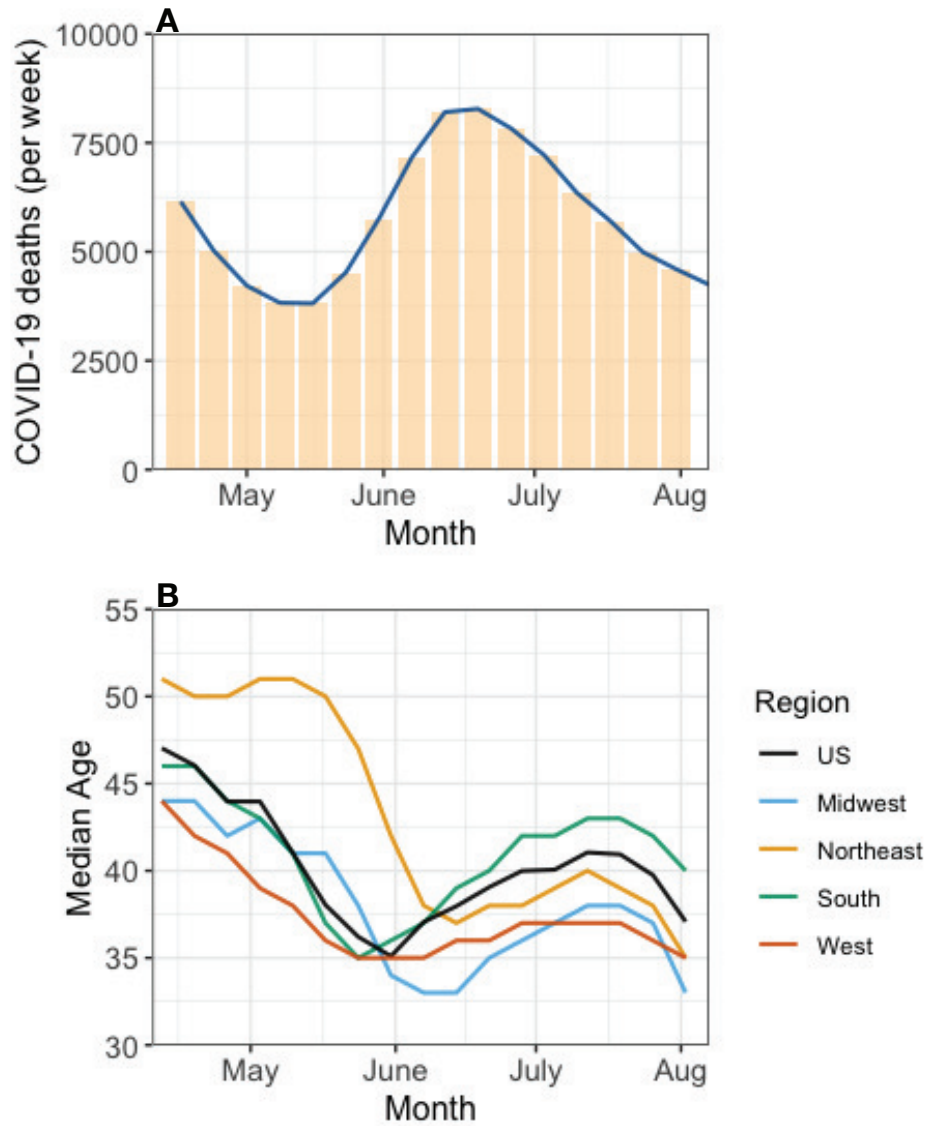 A
COVID-19 deaths (per week)
10000
7500
5000
2500
0
May June July Aug
Month
B
Median Age
55
50
45
40
35
30
May June July Aug
Month
Region
US
Midwest
Northeast
South
West